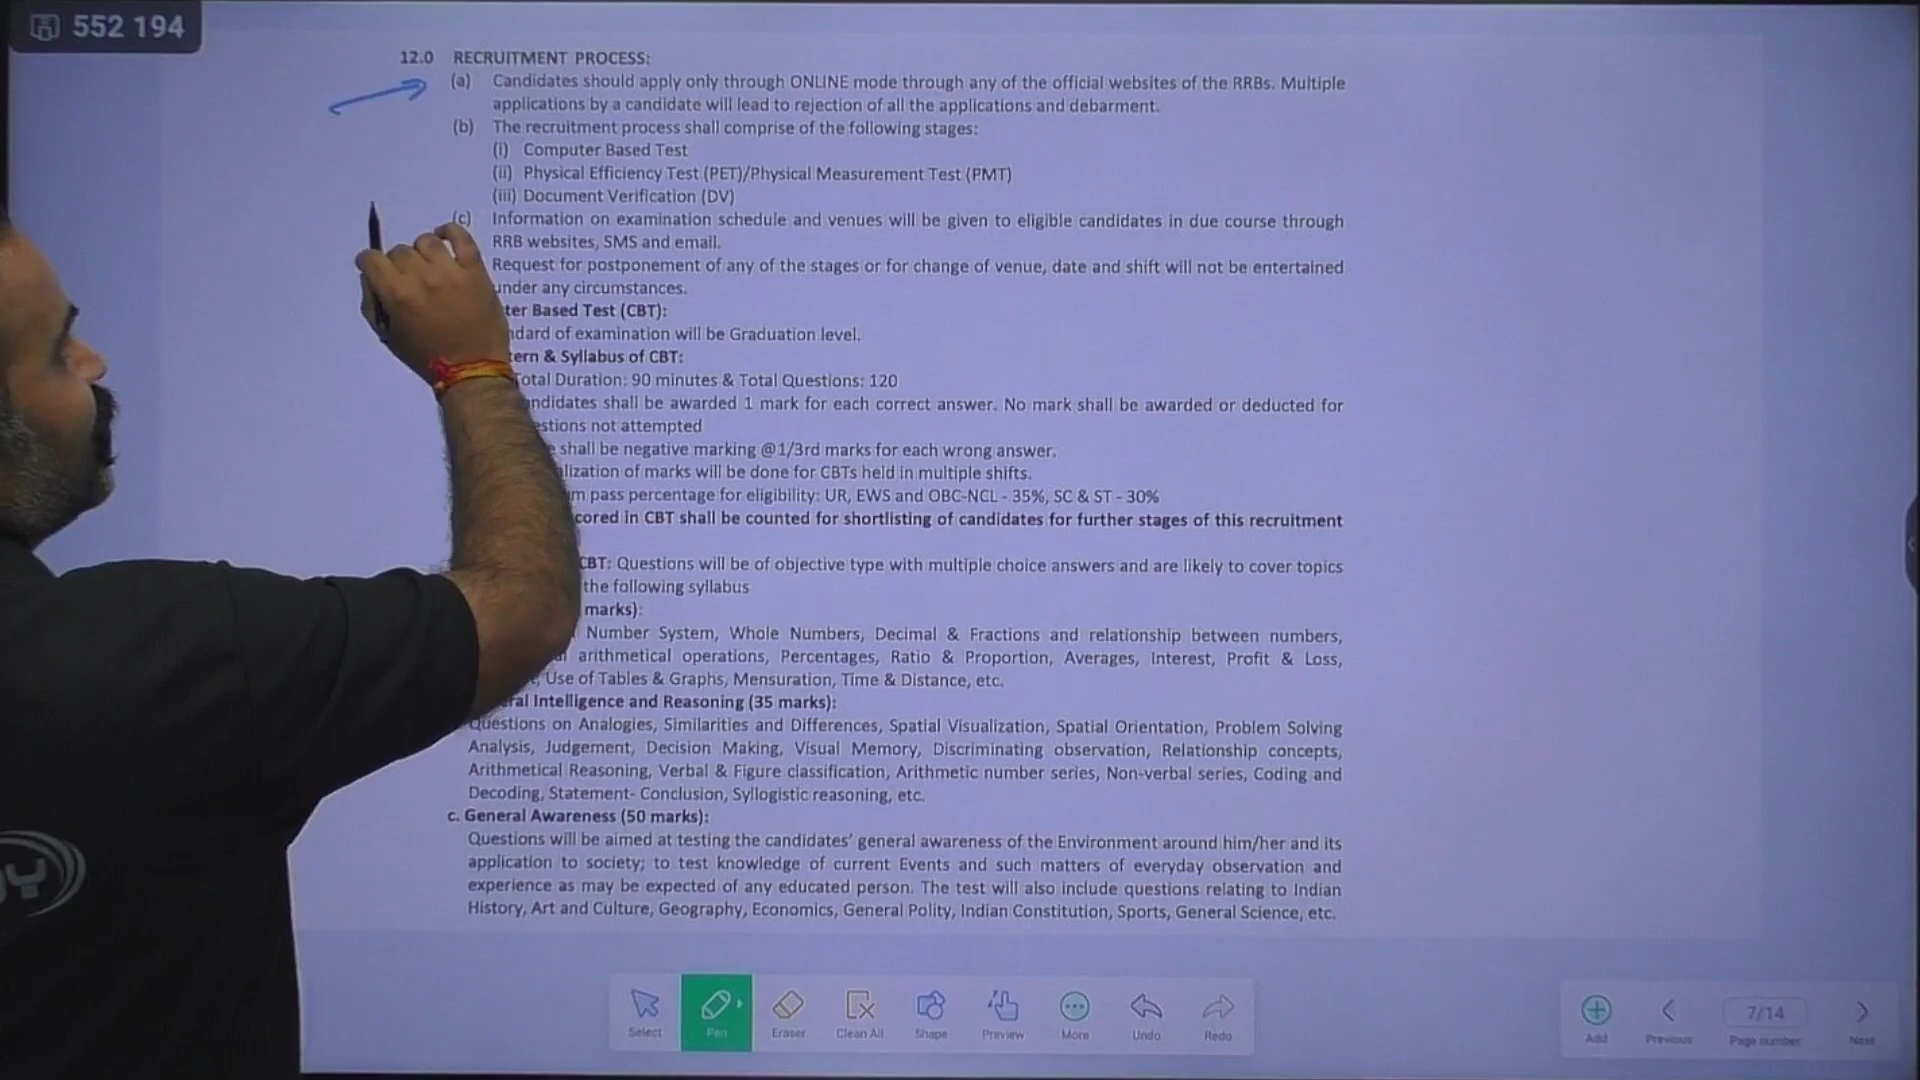 552 194
12.0 RECRUITMENT PROCESS:
(a) Candidates should apply only through ONLINE mode through any of the official websites of the RRBs. Multiple
applications by a candidate will lead to rejection of all the applications and debarment.
(b) The recruitment process shall comprise of the following stages:
(i) Computer Based Test
(ii) Physical Efficiency Test (PET)/Physical Measurement Test (PMT)
(iii) Document Verification (DV)
(c) Information on examination schedule and venues will be given to eligible candidates in due course through
RRB websites, SMS and email.
Request for postponement of any of the stages or for change of venue, date and shift will not be entertained
under any circumstances.
Based Test (CBT):
of examination will be Graduation level.
& Syllabus of CBT:
Total Duration: 90 minutes & Total Questions: 120
shall be awarded 1 mark for each correct answer. No mark shall be awarded or deducted for
not attempted
shall be negative marking @1/3rd marks for each wrong answer.
of marks will be done for CBTs held in multiple shifts.
pass percentage for eligibility: UR, EWS and OBC-NCL - 35%, SC & ST - 30%
in CBT shall be counted for shortlisting of candidates for further stages of this recruitment
CBT: Questions will be of objective type with multiple choice answers and are likely to cover topics
the following syllabus
marks):
Number System, Whole Numbers, Decimal & Fractions and relationship between numbers,
arithmetical operations, Percentages, Ratio & Proportion, Averages, Interest, Profit & Loss,
Use of Tables & Graphs, Mensuration, Time & Distance, etc.
Intelligence and Reasoning (35 marks):
Questions on Analogies, Similarities and Differences, Spatial Visualization, Spatial Orientation, Problem Solving
Analysis, Judgement, Decision Making, Visual Memory, Discriminating observation, Relationship concepts,
Arithmetical Reasoning, Verbal & Figure classification, Arithmetic number series, Non-verbal series, Coding and
Decoding, Statement- Conclusion, Syllogistic reasoning, etc.
c. General Awareness (50 marks):
Questions will be aimed at testing the candidates' general awareness of the Environment around him/her and its
application to society; to test knowledge of current Events and such matters of everyday observation and
experience as may be expected of any educated person. The test will also include questions relating to Indian
History, Art and Culture, Geography, Economics, General Polity, Indian Constitution, Sports, General Science, etc.
Select Pen Eraser Clean All Shape Preview More Undo Redo
7/14
Add Previous Page number Next